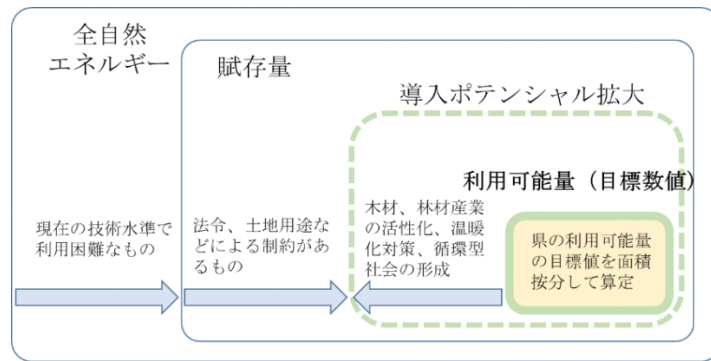 全自然
エネルギー
賦存量
導入ポテンシャル拡大
利用可能量（目標数値）
現在の技術水準で
利用困難なもの
法令、土地用途な
どによる制約があ
るもの
木材、林材産業
の活性化、温暖
化対策、循環型
社会の形成
県の利用可能量
の目標値を面積
按分して算定